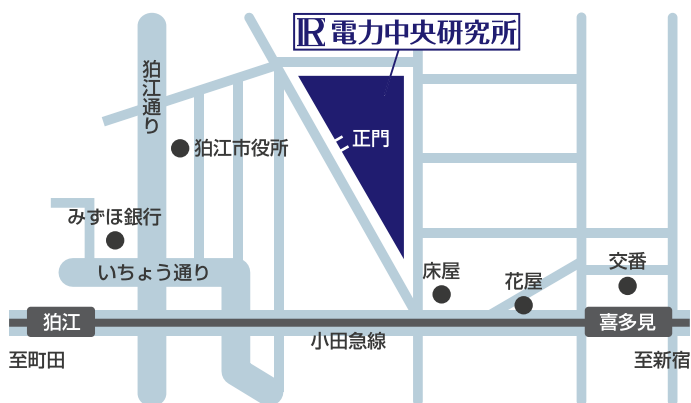 R 電力中央研究所
狛江通り
正門
狛江市役所
みずほ銀行
いちょう通り
床屋
花屋
交番
狛江
喜多見
小田急線
至町田
至新宿